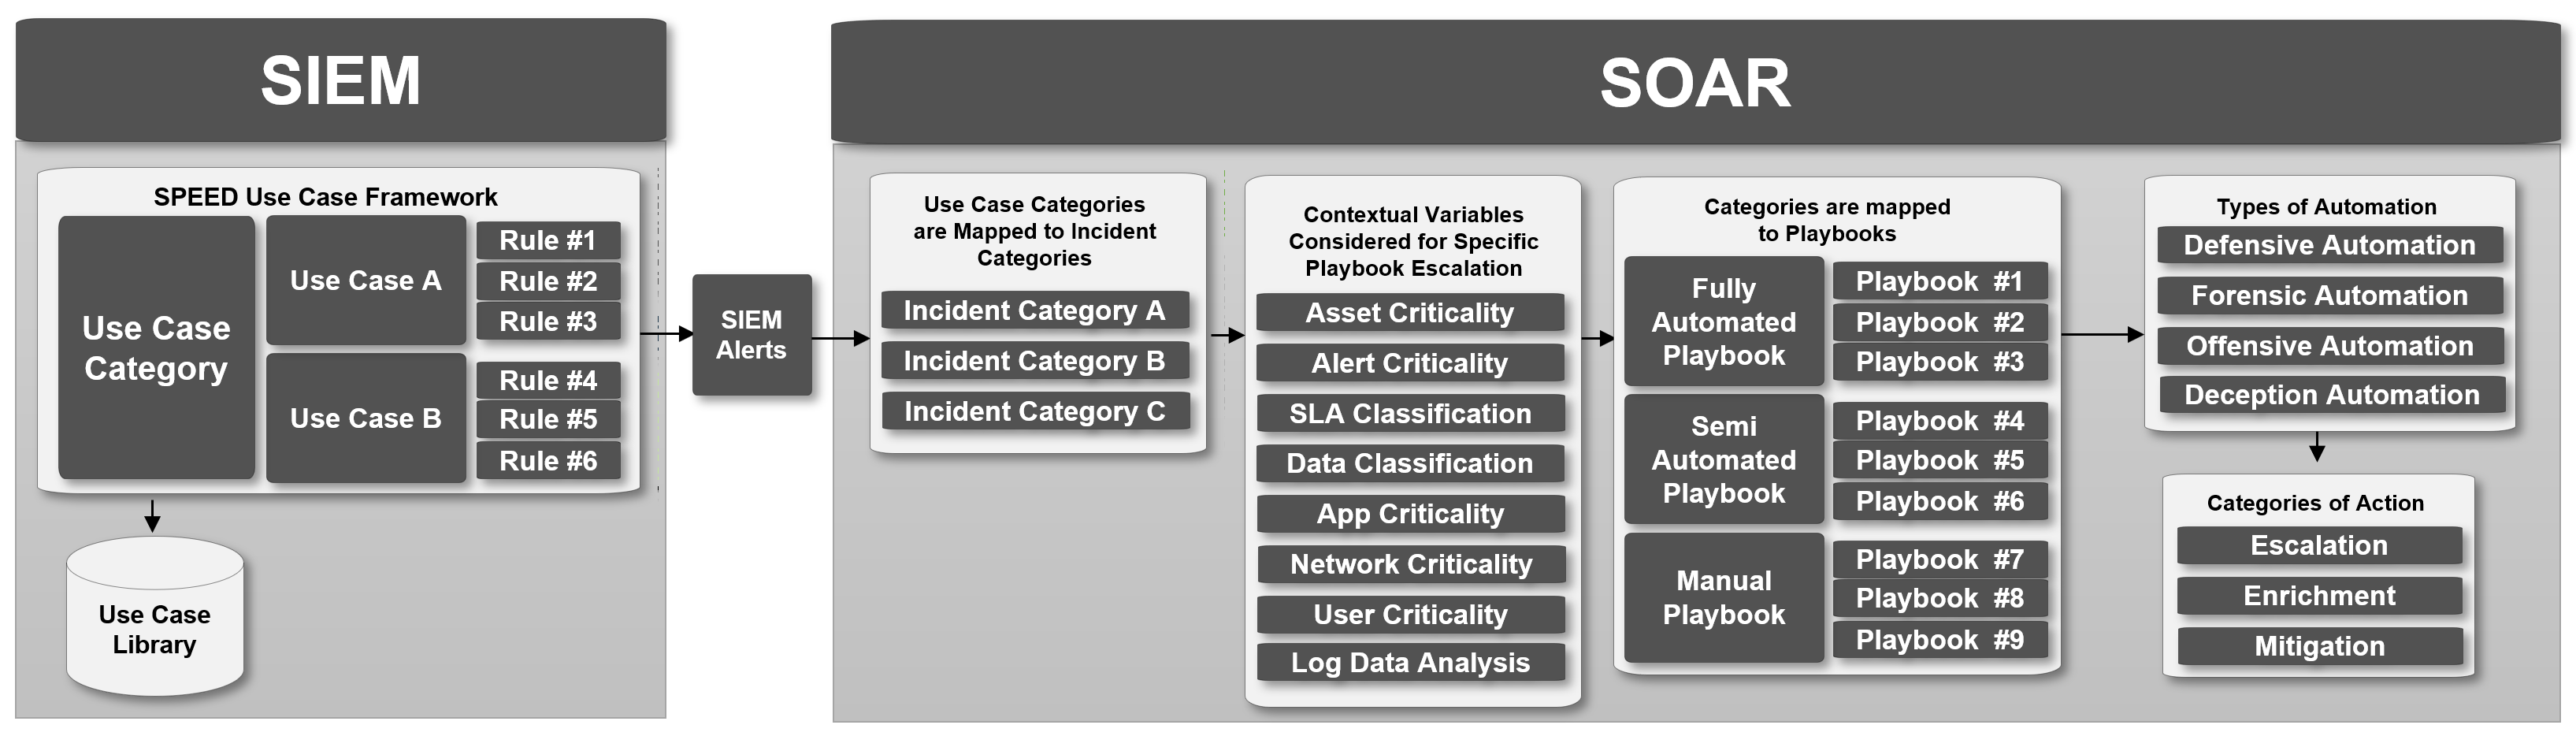 SIEM
SPEED Use Case Framework
Use Case
Category
Use Case A
Rule #1
Rule #2
Rule #3
Use Case B
Rule #4
Rule #5
Rule #6
Use Case
Library
SIEM
Alerts
SOAR
Use Case Categories
are Mapped to Incident
Categories
Incident Category A
Incident Category B
Incident Category C
Contextual Variables
Considered for Specific
Playbook Escalation
Asset Criticality
Alert Criticality
SLA Classification
Data Classification
App Criticality
Network Criticality
User Criticality
Log Data Analysis
Categories are mapped
to Playbooks
Fully
Automated
Playbook
Playbook #1
Playbook #2
Playbook #3
Semi
Automated
Playbook
Playbook #4
Playbook #5
Playbook #6
Manual
Playbook
Playbook #7
Playbook #8
Playbook #9
Types of Automation
Defensive Automation
Forensic Automation
Offensive Automation
Deception Automation
Categories of Action
Escalation
Enrichment
Mitigation